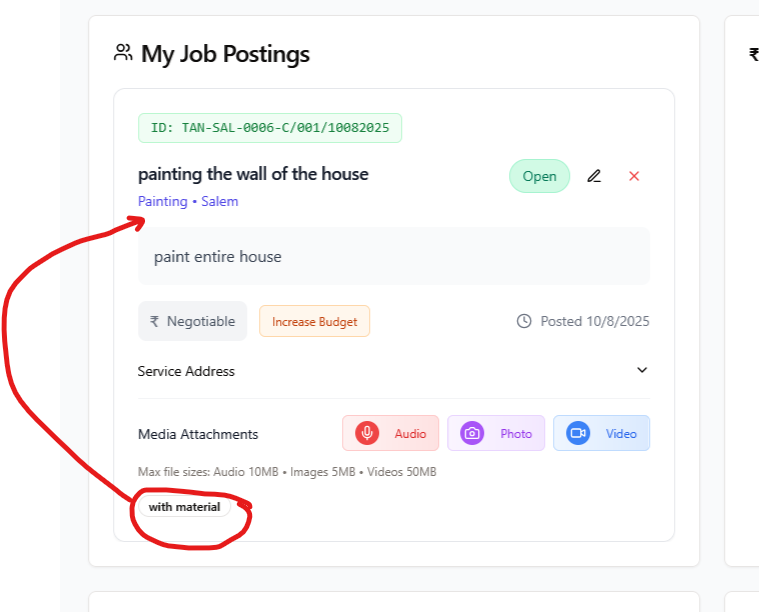 My Job Postings
₹
ID: TAN-SAL-0006-C/001/10082025
painting the wall of the house
Open
Painting • Salem
paint entire house
₹ Negotiable
Increase Budget
Posted 10/8/2025
Service Address
Media Attachments
Audio
Photo
Video
Max file sizes: Audio 10MB • Images 5MB • Videos 50MB
with material